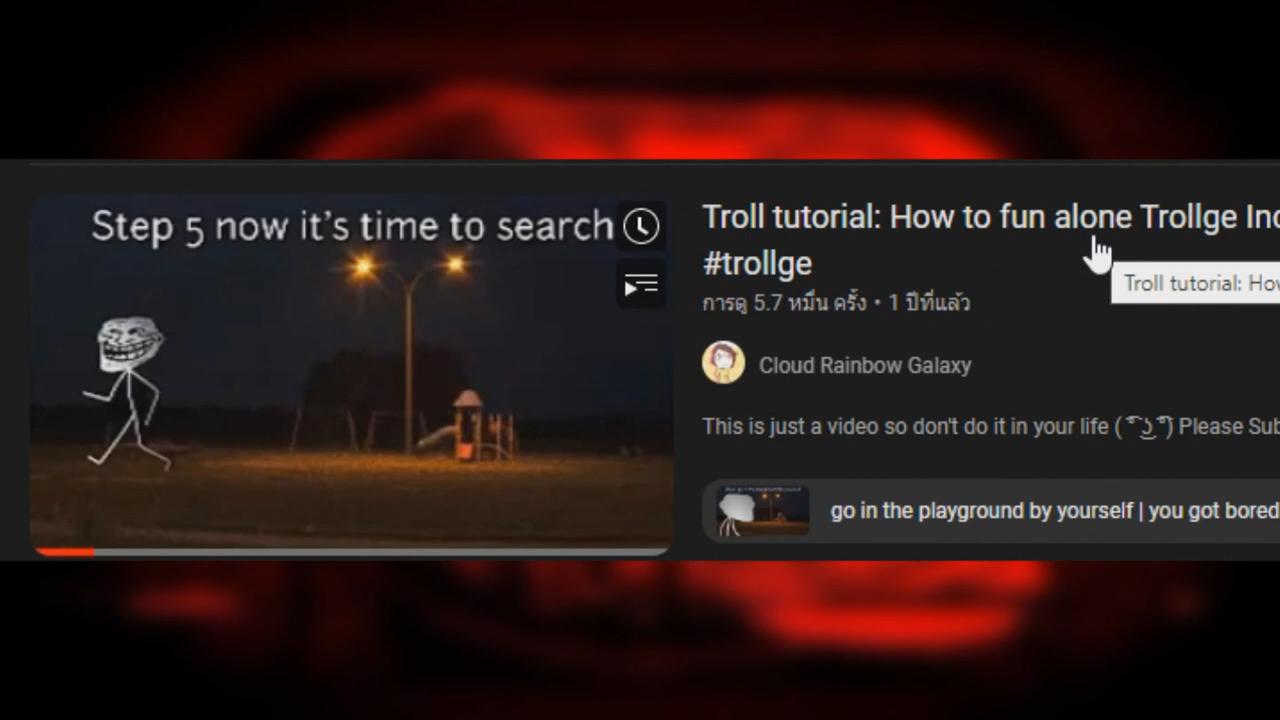 Step 5 now it's time to search
Troll tutorial: How to fun alone Trollge Inc
#trollge
Troll tutorial: Hov
การดู 5.7 หมื่น ครั้ง • 1 ปีที่แล้ว
Cloud Rainbow Galaxy
This is just a video so don't do it in your life ( ͡° ͜ʖ ͡°) Please Sub
go in the playground by yourself | you got bored